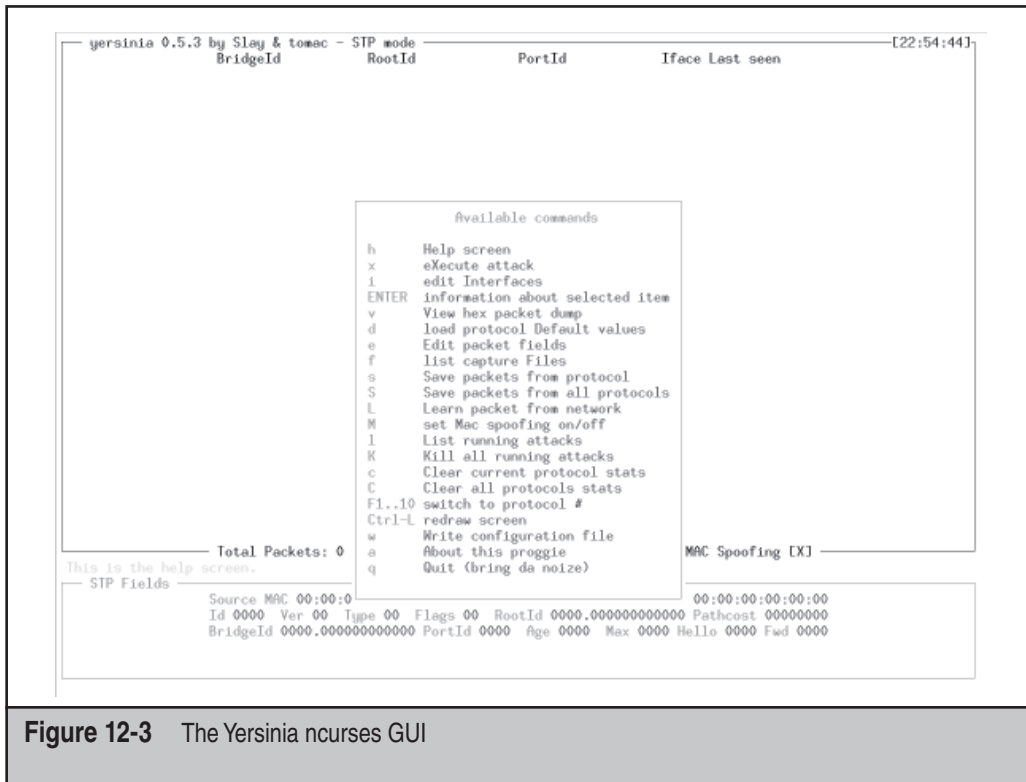 yersinia 0.5.3 by Slay & tomac - STP mode [22:54:44]
BridgeId RootId PortId Iface Last seen
Available commands
h Help screen
x eXecute attack
i edit Interfaces
ENTER information about selected item
v View hex packet dump
d load protocol Default values
e Edit packet fields
f list capture Files
s Save packets from protocol
S Save packets from all protocols
L Learn packet from network
M set Mac spoofing on/off
l List running attacks
K Kill all running attacks
c Clear current protocol stats
C Clear all protocols stats
F1..10 switch to protocol #
Ctrl-L redraw screen
w Write configuration file
a About this proggie
q Quit (bring da noize)
Total Packets: 0 MAC Spoofing [X]
This is the help screen.
STP Fields
Source MAC 00:00:0 00:00:00:00:00:00
Id 0000 Ver 00 Type 00 Flags 00 RootId 0000.000000000000 Pathcost 00000000
BridgeId 0000.000000000000 PortId 0000 Age 0000 Max 0000 Hello 0000 Fwd 0000
Figure 12-3 The Yersinia ncurses GUI